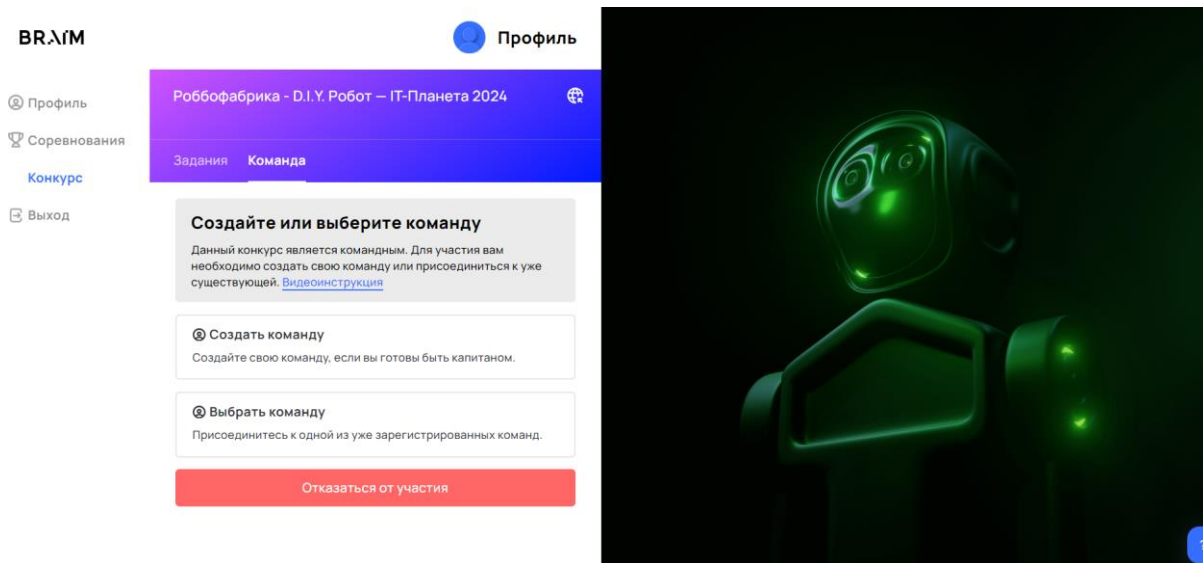 BRAIM
Профиль
Профиль
Соревнования
Конкурс
Выход
Роббофабрика - D.I.Y. Робот — IT-Планета 2024
Задания Команда
Создайте или выберите команду
Данный конкурс является командным. Для участия вам
необходимо создать свою команду или присоединиться к уже
существующей. Видеоинструкция
Создать команду
Создайте свою команду, если вы готовы быть капитаном.
Выбрать команду
Присоединитесь к одной из уже зарегистрированных команд.
Отказаться от участия